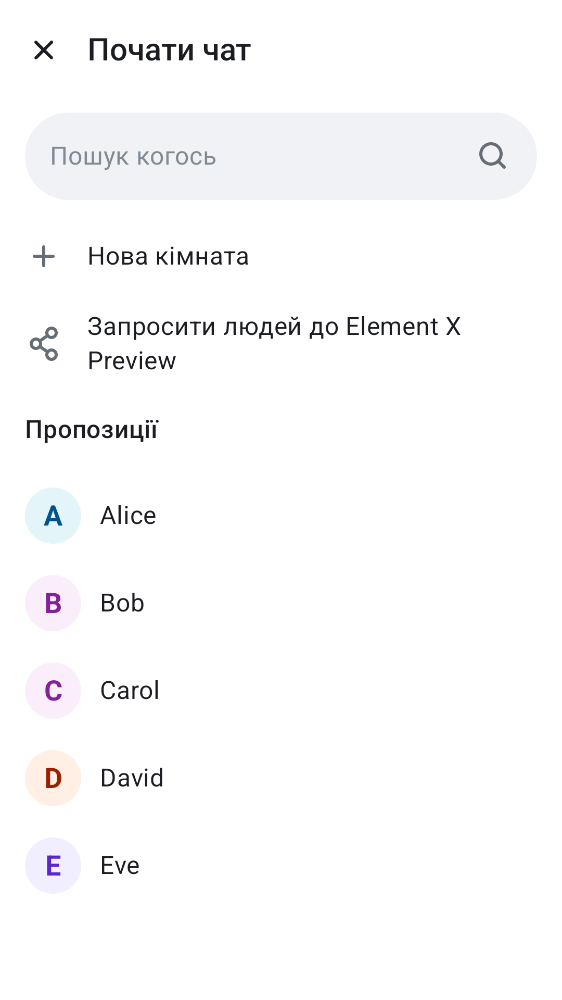 Почати чат
Пошук когось
Нова кімната
Запросити людей до Element X
Preview
Пропозиції
A Alice
B Bob
C Carol
D David
E Eve